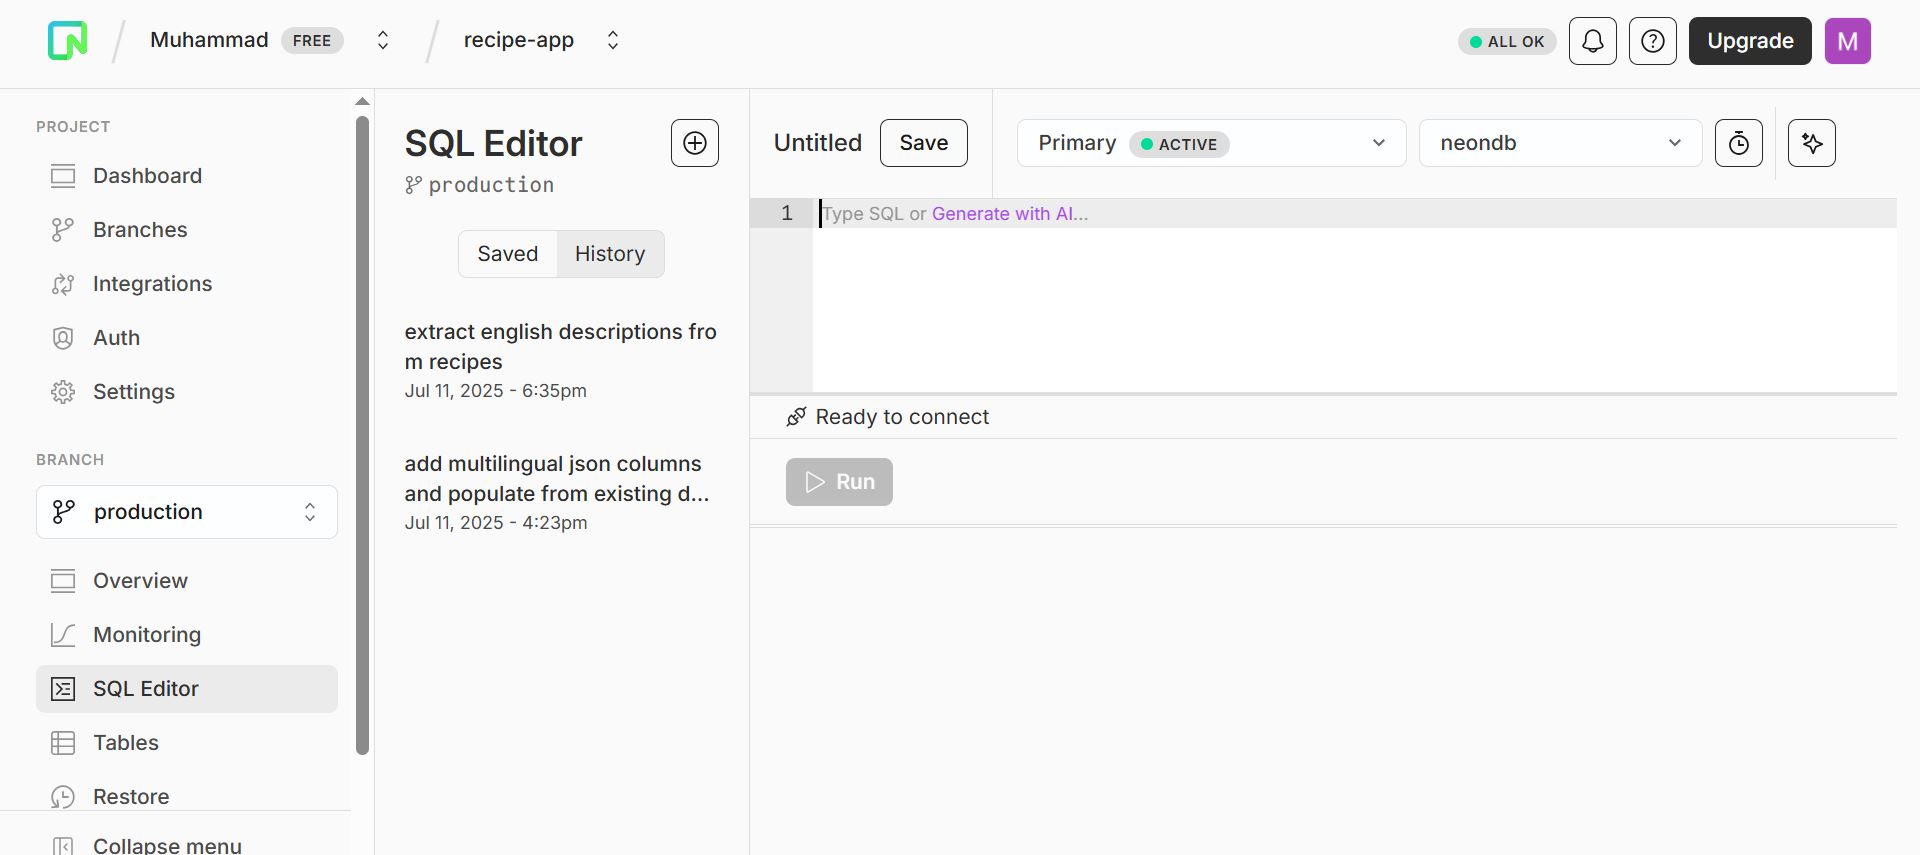 Muhammad FREE recipe-app ALL OK Upgrade M
PROJECT
Dashboard
Branches
Integrations
Auth
Settings
BRANCH
production
Overview
Monitoring
SQL Editor
Tables
Restore
Collapse menu
SQL Editor
production
Saved History
extract english descriptions fro
m recipes
Jul 11, 2025 - 6:35pm
add multilingual json columns
and populate from existing d...
Jul 11, 2025 - 4:23pm
Untitled Save Primary ACTIVE neondb
1 Type SQL or Generate with AI...
Ready to connect
Run